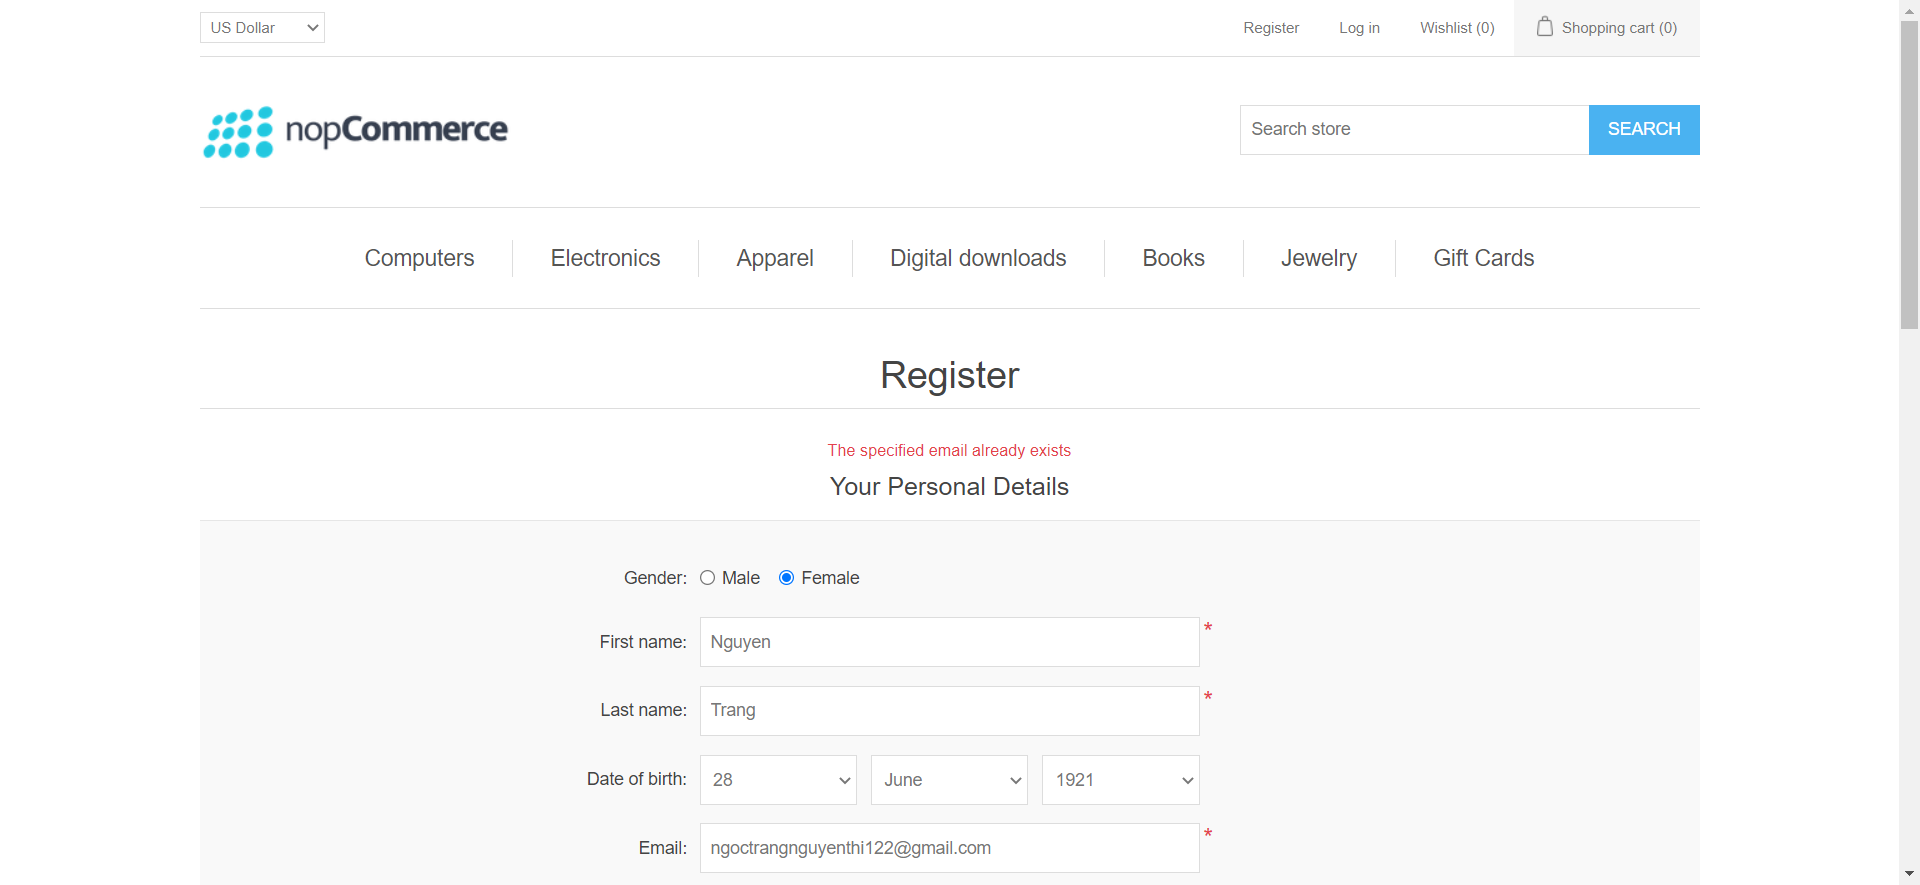 US Dollar
Register Log in Wishlist (0) Shopping cart (0)
nopCommerce
Search store SEARCH
Computers Electronics Apparel Digital downloads Books Jewelry Gift Cards
Register
The specified email already exists
Your Personal Details
Gender: Male Female
First name: Nguyen *
Last name: Trang *
Date of birth: 28 June 1921
Email: ngoctrangnguyenthi122@gmail.com *